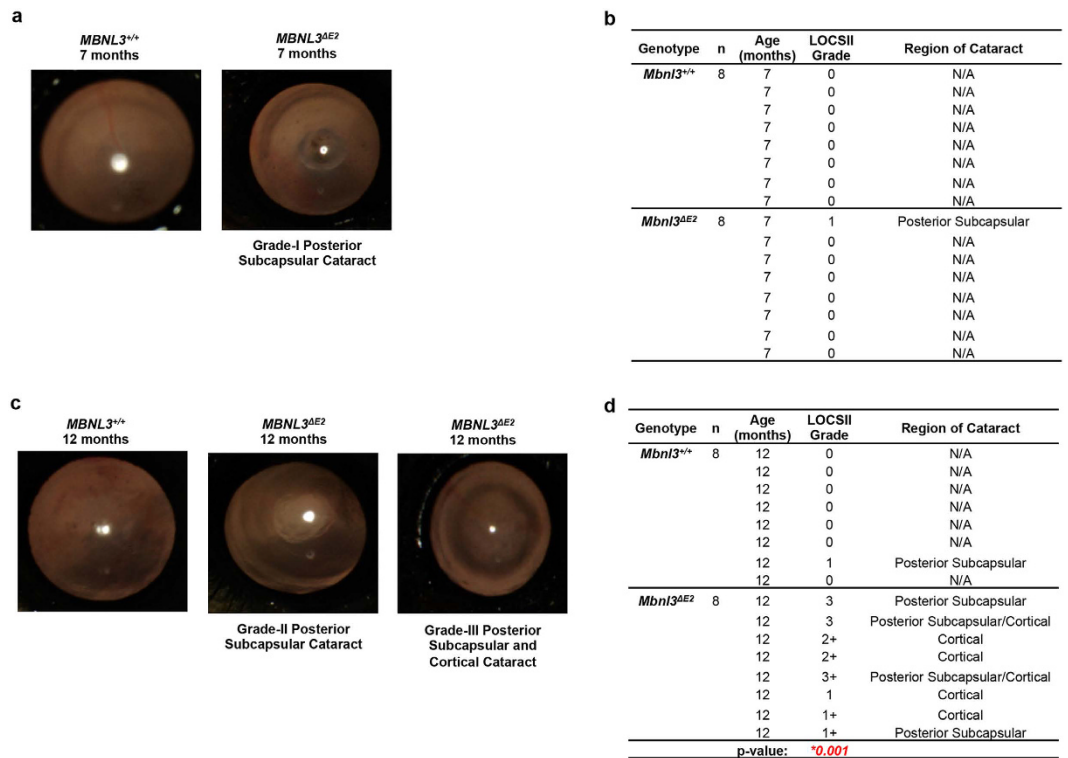 a
MBNL3+/+
7 months
MBNL3ΔE2
7 months
Grade-I Posterior
Subcapsular Cataract
b
Genotype n Age (months) LOCSII Grade Region of Cataract
Mbnl3+/+ 8 7 0 N/A
7 0 N/A
7 0 N/A
7 0 N/A
7 0 N/A
7 0 N/A
7 0 N/A
7 0 N/A
Mbnl3ΔE2 8 7 1 Posterior Subcapsular
7 0 N/A
7 0 N/A
7 0 N/A
7 0 N/A
7 0 N/A
7 0 N/A
7 0 N/A
c
MBNL3+/+
12 months
MBNL3ΔE2
12 months
MBNL3ΔE2
12 months
Grade-II Posterior
Subcapsular Cataract
Grade-III Posterior
Subcapsular and
Cortical Cataract
d
Genotype n Age (months) LOCSII Grade Region of Cataract
Mbnl3+/+ 8 12 0 N/A
12 0 N/A
12 0 N/A
12 0 N/A
12 0 N/A
12 0 N/A
12 1 Posterior Subcapsular
12 0 N/A
Mbnl3ΔE2 8 12 3 Posterior Subcapsular
12 3 Posterior Subcapsular/Cortical
12 2+ Cortical
12 2+ Cortical
12 3+ Posterior Subcapsular/Cortical
12 1 Cortical
12 1+ Cortical
12 1+ Posterior Subcapsular
p-value: *0.001